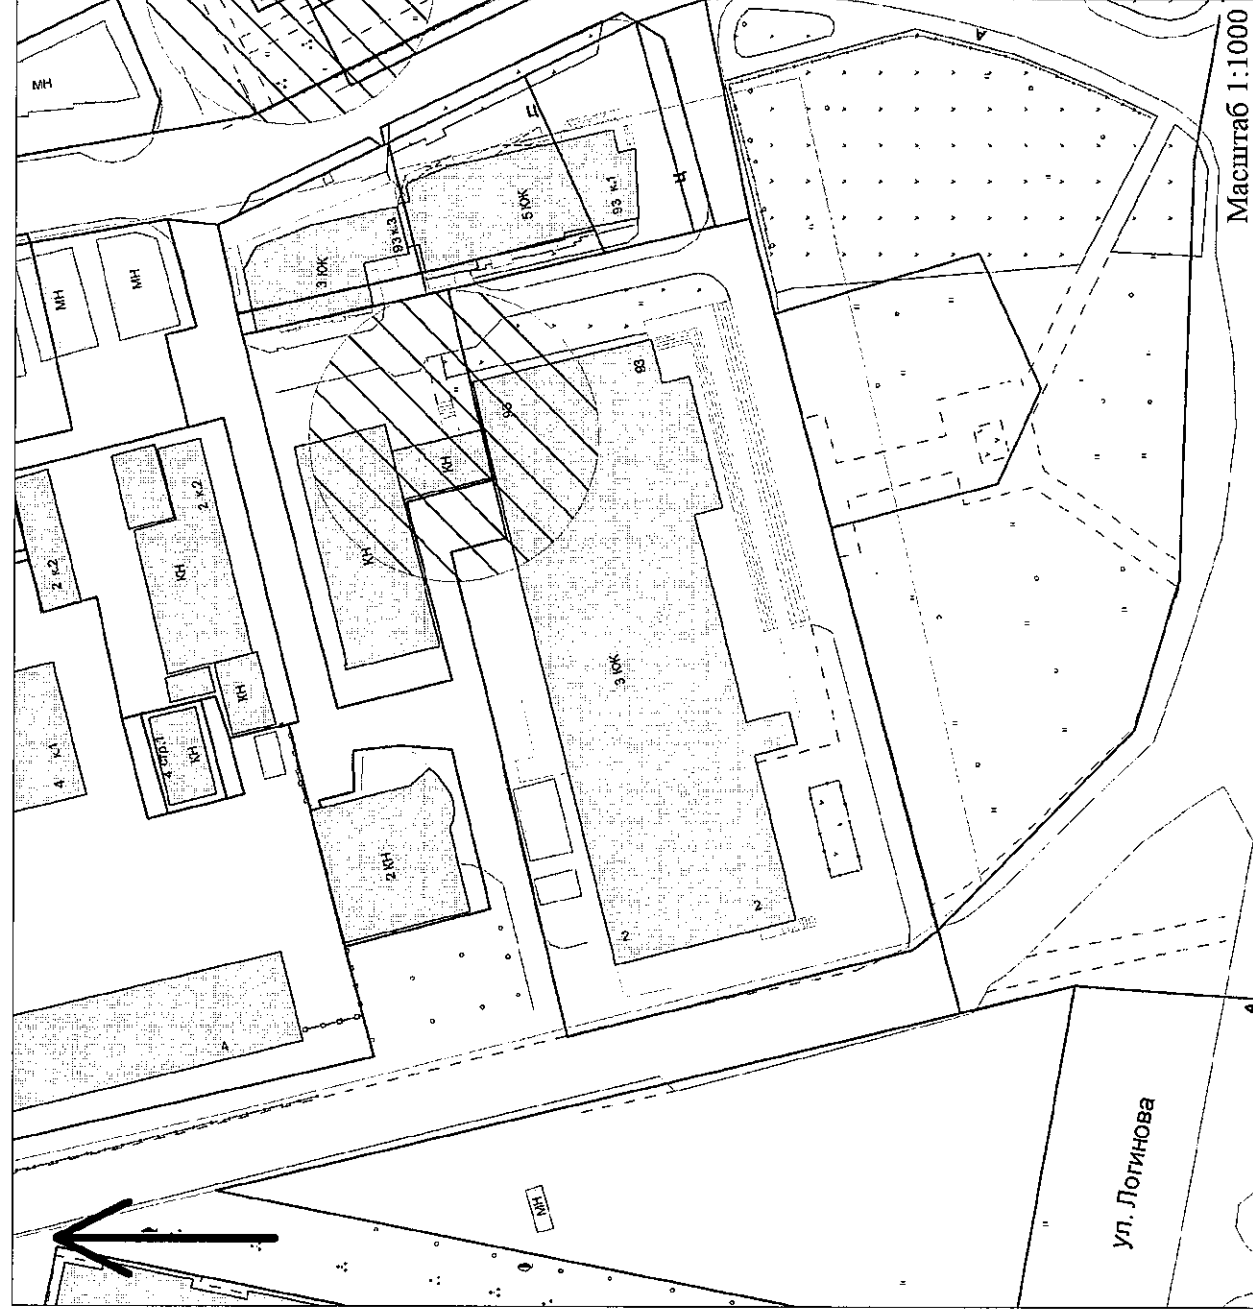 МН
МН
МН
3 ЮК
93 к.3
5 ЮК
93 к.1
Ц
Ц
А
2 к.2
КН
2 к.2
КН
КН
КН
КН
4 к.1
4 стр.1
2 КН
4
93
93
3 ЮК
2
2
МН
ул. Логинова
Масштаб 1:1000